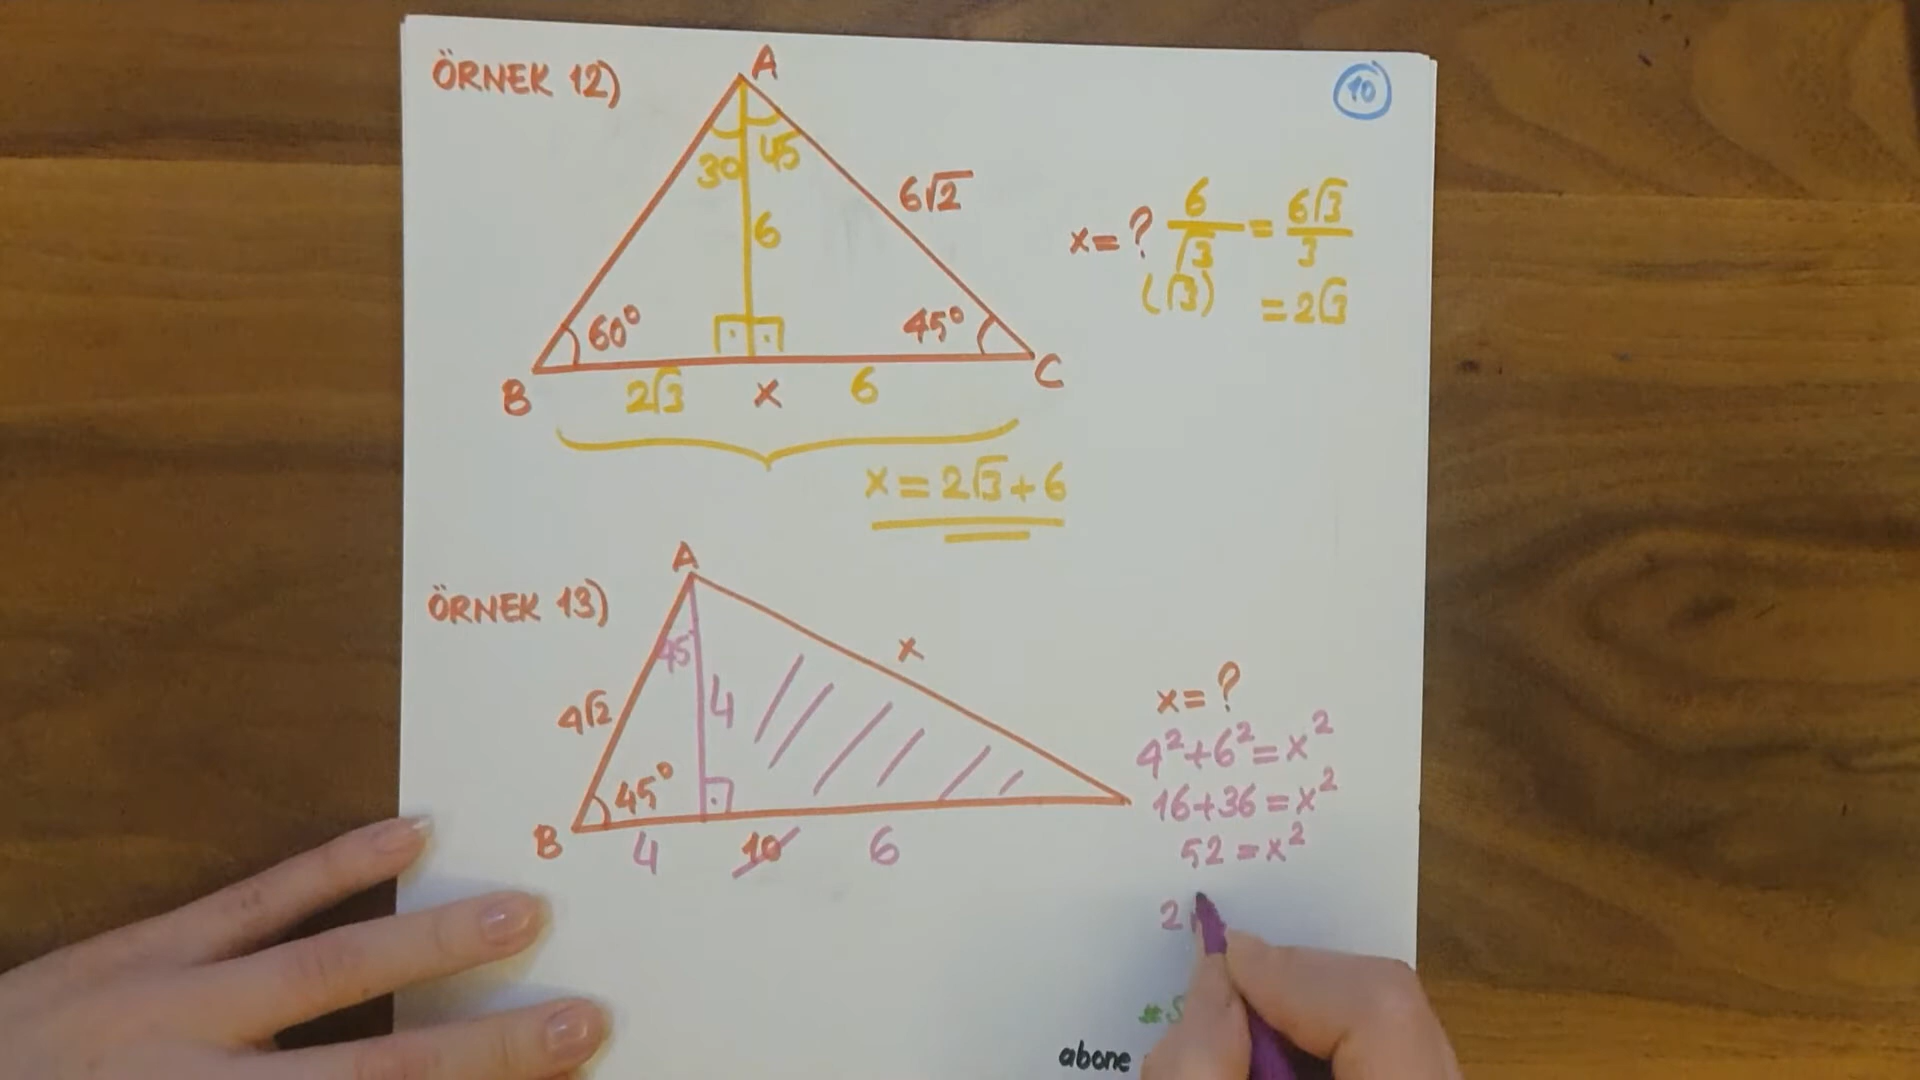 ÖRNEK 12)
A
10
30 45
6√2
6
x = ? 6/√3 = 6√3/3
(√3) = 2√3
60° 45°
B C
2√3 x 6
x = 2√3 + 6
ÖRNEK 13)
A
45
x
4√2
4
45°
B
4 10 6
x = ?
4² + 6² = x²
16 + 36 = x²
52 = x²
2
abone